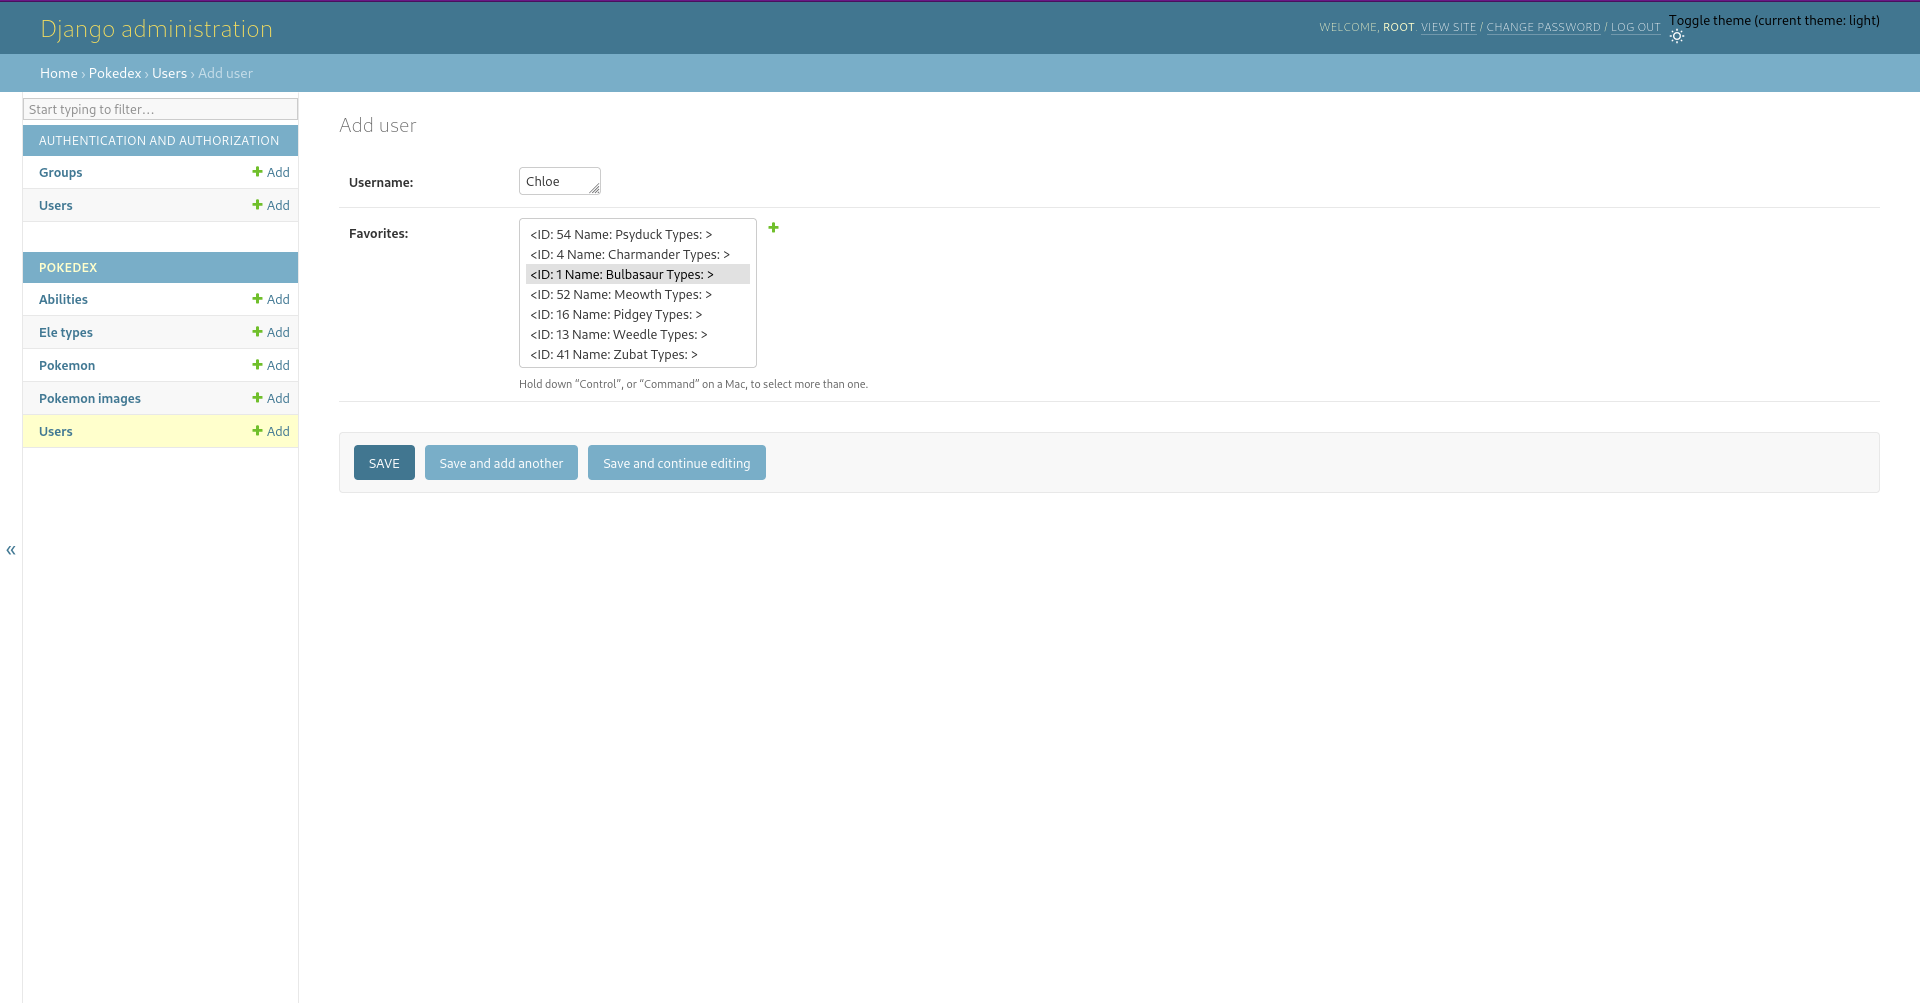 Django administration
WELCOME, ROOT. VIEW SITE / CHANGE PASSWORD / LOG OUT
Toggle theme (current theme: light)
Home › Pokedex › Users › Add user
Start typing to filter…
AUTHENTICATION AND AUTHORIZATION
Groups Add
Users Add
POKEDEX
Abilities Add
Ele types Add
Pokemon Add
Pokemon images Add
Users Add
«
Add user
Username: Chloe
Favorites:
<ID: 54 Name: Psyduck Types: >
<ID: 4 Name: Charmander Types: >
<ID: 1 Name: Bulbasaur Types: >
<ID: 52 Name: Meowth Types: >
<ID: 16 Name: Pidgey Types: >
<ID: 13 Name: Weedle Types: >
<ID: 41 Name: Zubat Types: >
Hold down “Control”, or “Command” on a Mac, to select more than one.
SAVE Save and add another Save and continue editing